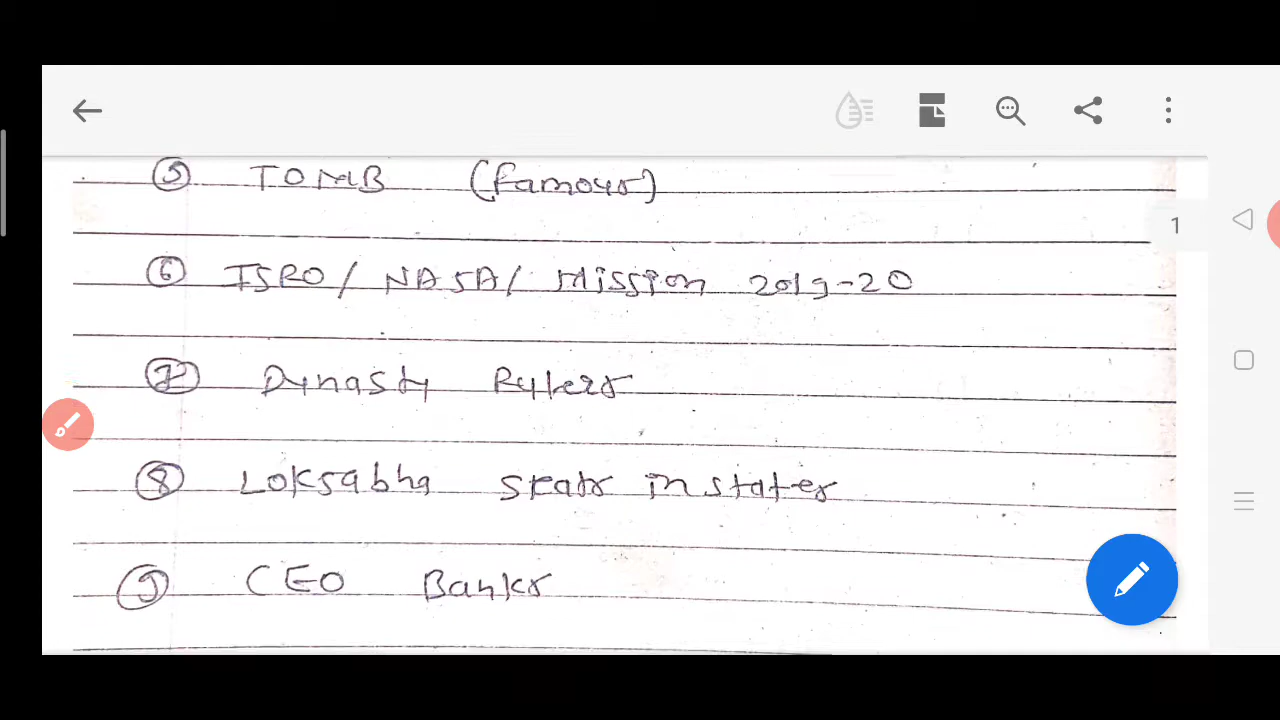 ⑤ TOMB (famous)
1
⑥ ISRO/ NASA/ Mission 2019-20
⑦ Dynasty Rulers
⑧ Loksabha seats in states
⑨ CEO Banks